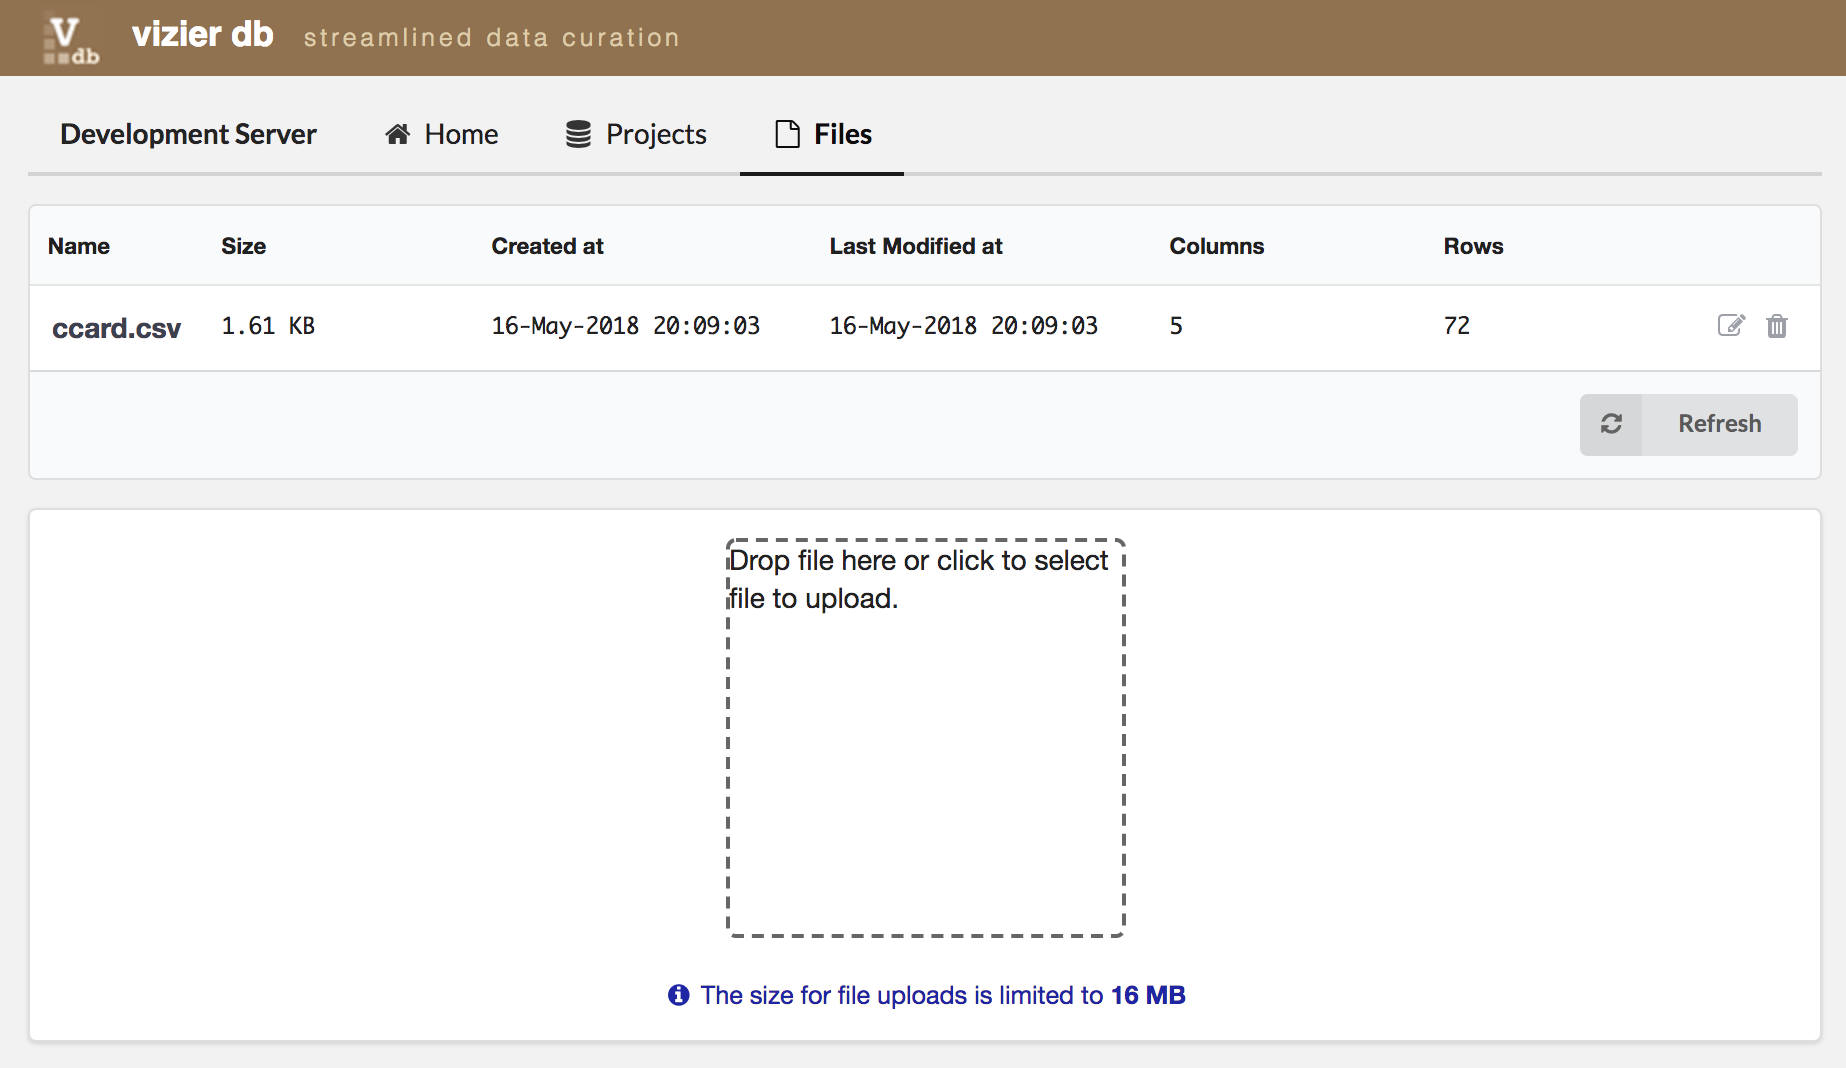 V db
vizier db streamlined data curation
Development Server Home Projects Files
Name Size Created at Last Modified at Columns Rows
ccard.csv 1.61 KB 16-May-2018 20:09:03 16-May-2018 20:09:03 5 72
Refresh
Drop file here or click to select
file to upload.
The size for file uploads is limited to 16 MB